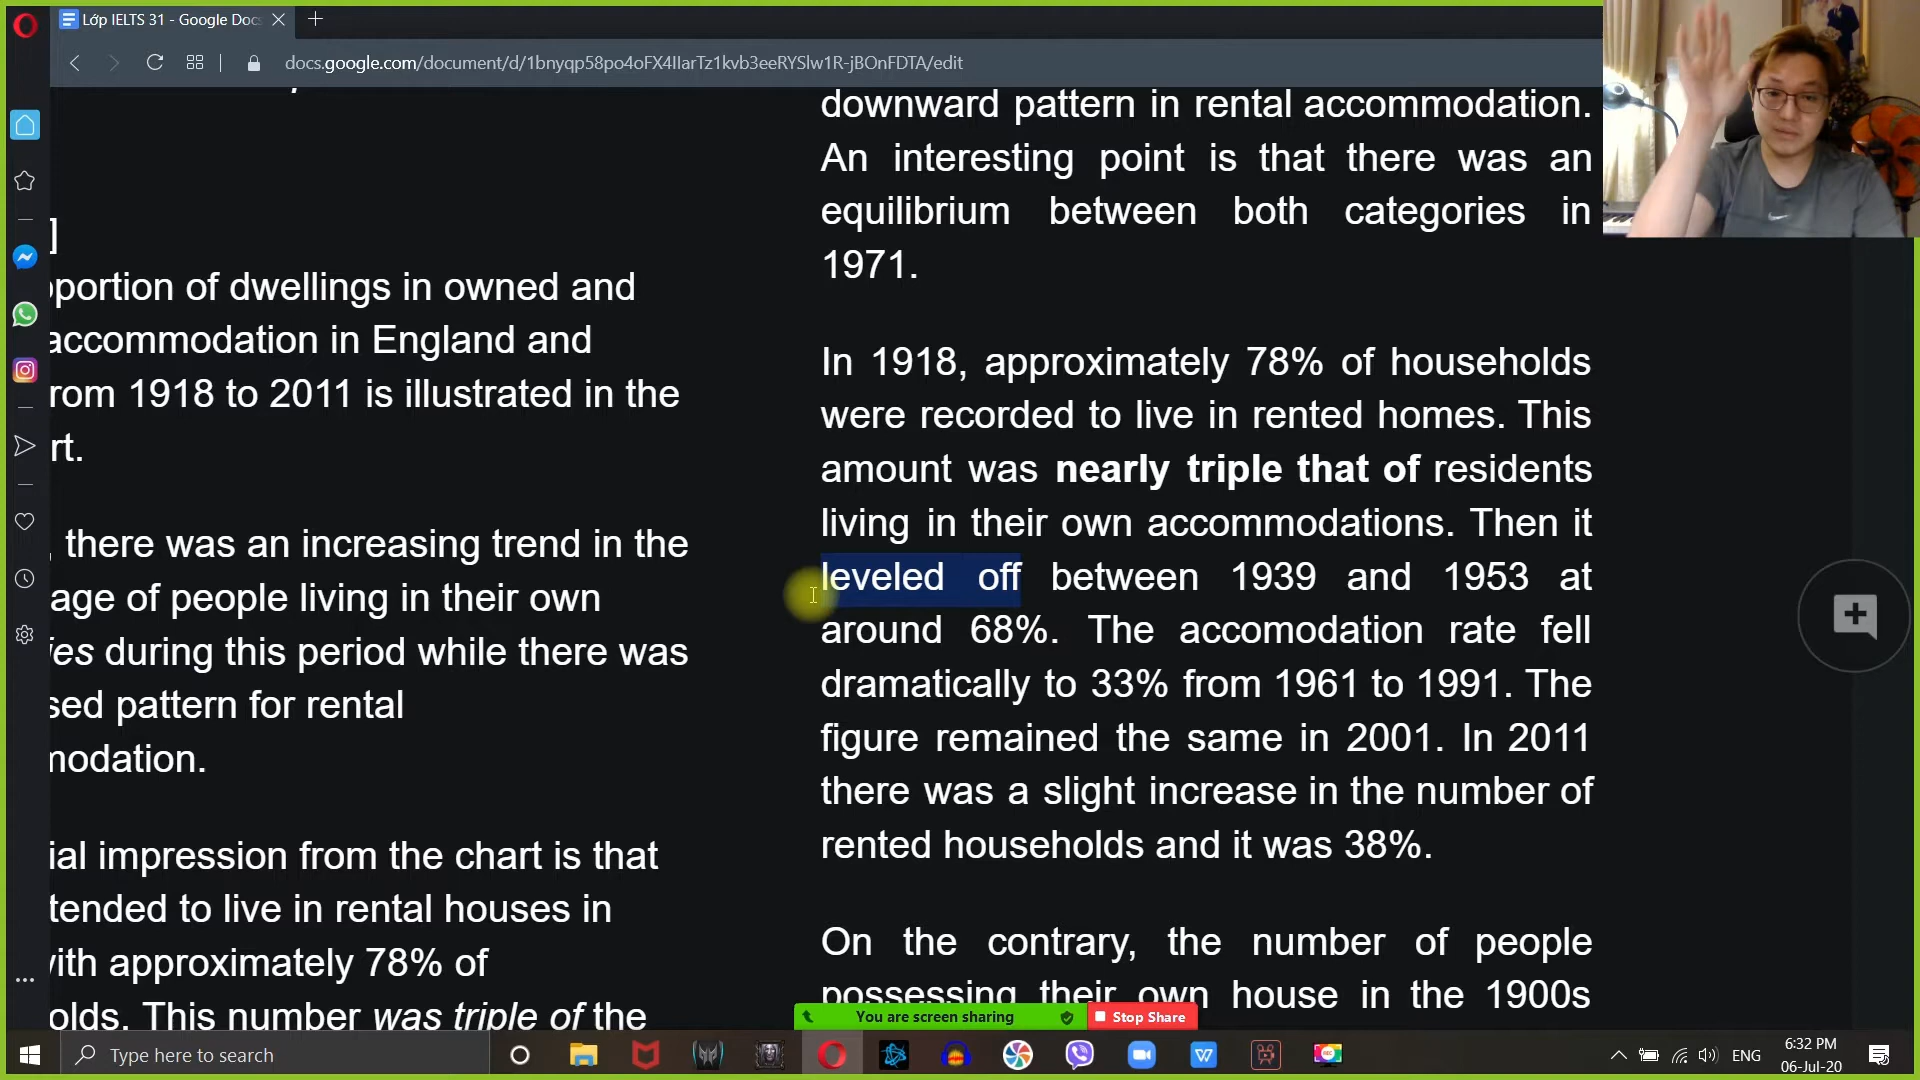 Lớp IELTS 31 - Google Doc
docs.google.com/document/d/1bnyqp58po4oFX4IIarTz1kvb3eeRYSlw1R-jBOnFDTA/edit
]
portion of dwellings in owned and
accommodation in England and
rom 1918 to 2011 is illustrated in the
rt.
, there was an increasing trend in the
age of people living in their own
ies during this period while there was
sed pattern for rental
modation.
ial impression from the chart is that
tended to live in rental houses in
ith approximately 78% of
olds. This number was triple of the
downward pattern in rental accommodation.
An interesting point is that there was an
equilibrium between both categories in
1971.
In 1918, approximately 78% of households
were recorded to live in rented homes. This
amount was nearly triple that of residents
living in their own accommodations. Then it
leveled off between 1939 and 1953 at
around 68%. The accomodation rate fell
dramatically to 33% from 1961 to 1991. The
figure remained the same in 2001. In 2011
there was a slight increase in the number of
rented households and it was 38%.
On the contrary, the number of people
possessing their own house in the 1900s
You are screen sharing
Stop Share
Type here to search
ENG
6:32 PM
06-Jul-20